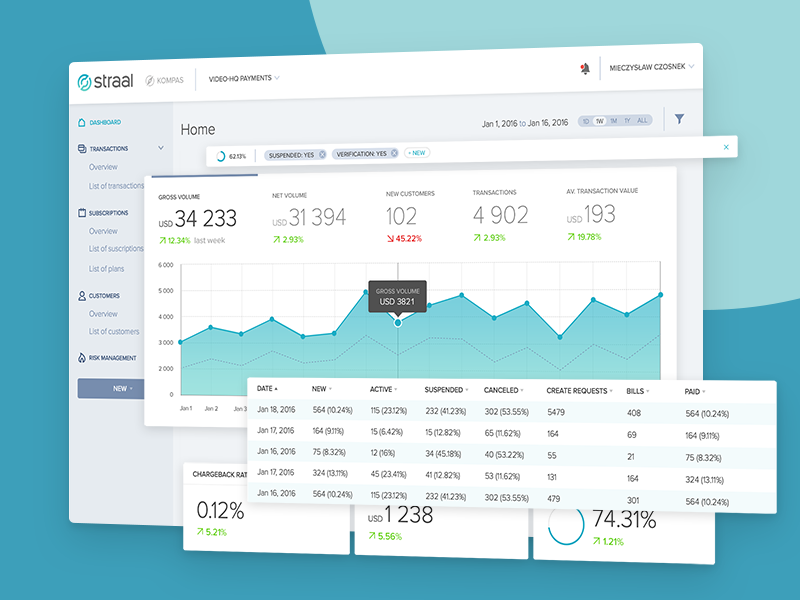 straal KOMPAS VIDEO-HQ PAYMENTS MIECZYSŁAW CZOSNEK
DASHBOARD
TRANSACTIONS
Overview
List of transactions
SUBSCRIPTIONS
Overview
List of suscriptions
List of plans
CUSTOMERS
Overview
List of customers
RISK MANAGEMENT
NEW
Home
Jan 1, 2016 to Jan 16, 2016 1D 1W 1M 1Y ALL
62.13% SUSPENDED: YES VERIFICATION: YES + NEW
GROSS VOLUME
USD 34 233
12.34% last week
NET VOLUME
USD 31 394
2.93%
NEW CUSTOMERS
102
45.22%
TRANSACTIONS
4 902
2.93%
AV. TRANSACTION VALUE
USD 193
19.78%
6 000
5 000
4 000
3 000
2 000
0
GROSS VOLUME
USD 3821
Jan 1 Jan 2 Jan 3
DATE NEW ACTIVE SUSPENDED CANCELED CREATE REQUESTS BILLS PAID
Jan 18, 2016 564 (10.24%) 115 (23.12%) 232 (41.23%) 302 (53.55%) 5479 408 564 (10.24%)
Jan 17, 2016 164 (9.11%) 15 (6.42%) 15 (12.82%) 65 (11.62%) 164 69 164 (9.11%)
Jan 16, 2016 75 (8.32%) 12 (16%) 34 (45.18%) 40 (53.22%) 55 21 75 (8.32%)
Jan 17, 2016 324 (13.11%) 45 (23.41%) 41 (12.82%) 53 (11.62%) 131 164 324 (13.11%)
Jan 16, 2016 564 (10.24%) 115 (23.12%) 232 (41.23%) 302 (53.55%) 479 301 564 (10.24%)
CHARGEBACK RAT
0.12%
5.21%
USD 1 238
5.56%
74.31%
1.21%